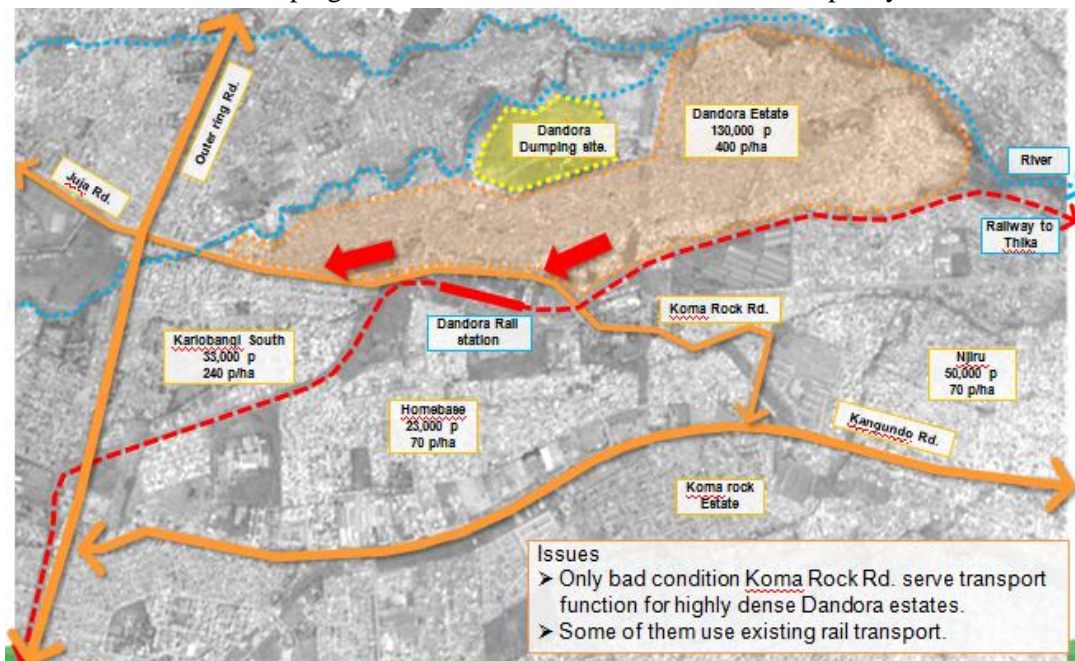 Outer ring Rd.
Juja Rd.
Dandora
Dumping site.
Dandora Estate
130,000 p
400 p/ha
River
Railway to
Thika
Koma Rock Rd.
Dandora Rail
station
Kariobangi South
33,000 p
240 p/ha
Njiru
50,000 p
70 p/ha
Homebase
23,000 p
70 p/ha
Kangundo Rd.
Koma rock
Estate
Issues
➢ Only bad condition Koma Rock Rd. serve transport
function for highly dense Dandora estates.
➢ Some of them use existing rail transport.